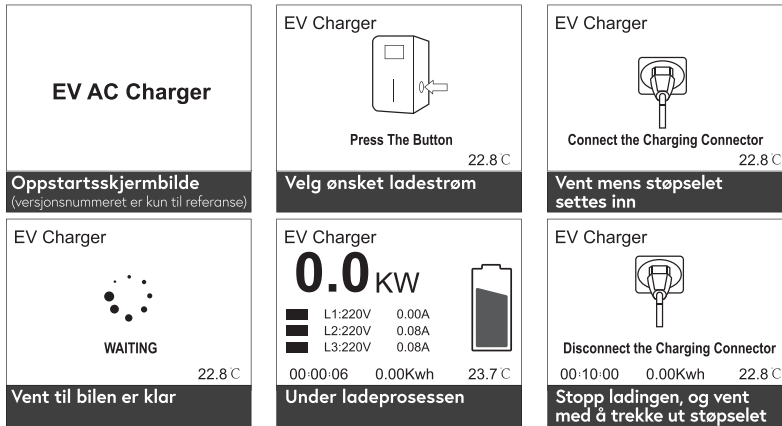 EV AC Charger
Oppstartsskjermbilde
(versjonsnummeret er kun til referanse)
EV Charger
Press The Button
22.8℃
Velg ønsket ladestrøm
EV Charger
Connect the Charging Connector
22.8℃
Vent mens støpselet
settes inn
EV Charger
WAITING
22.8℃
Vent til bilen er klar
EV Charger
0.0 KW
L1:220V 0.00A
L2:220V 0.08A
L3:220V 0.08A
00:00:06 0.00Kwh 23.7℃
Under ladeprosessen
EV Charger
Disconnect the Charging Connector
00:10:00 0.00Kwh 22.8℃
Stopp ladingen, og vent
med å trekke ut støpselet